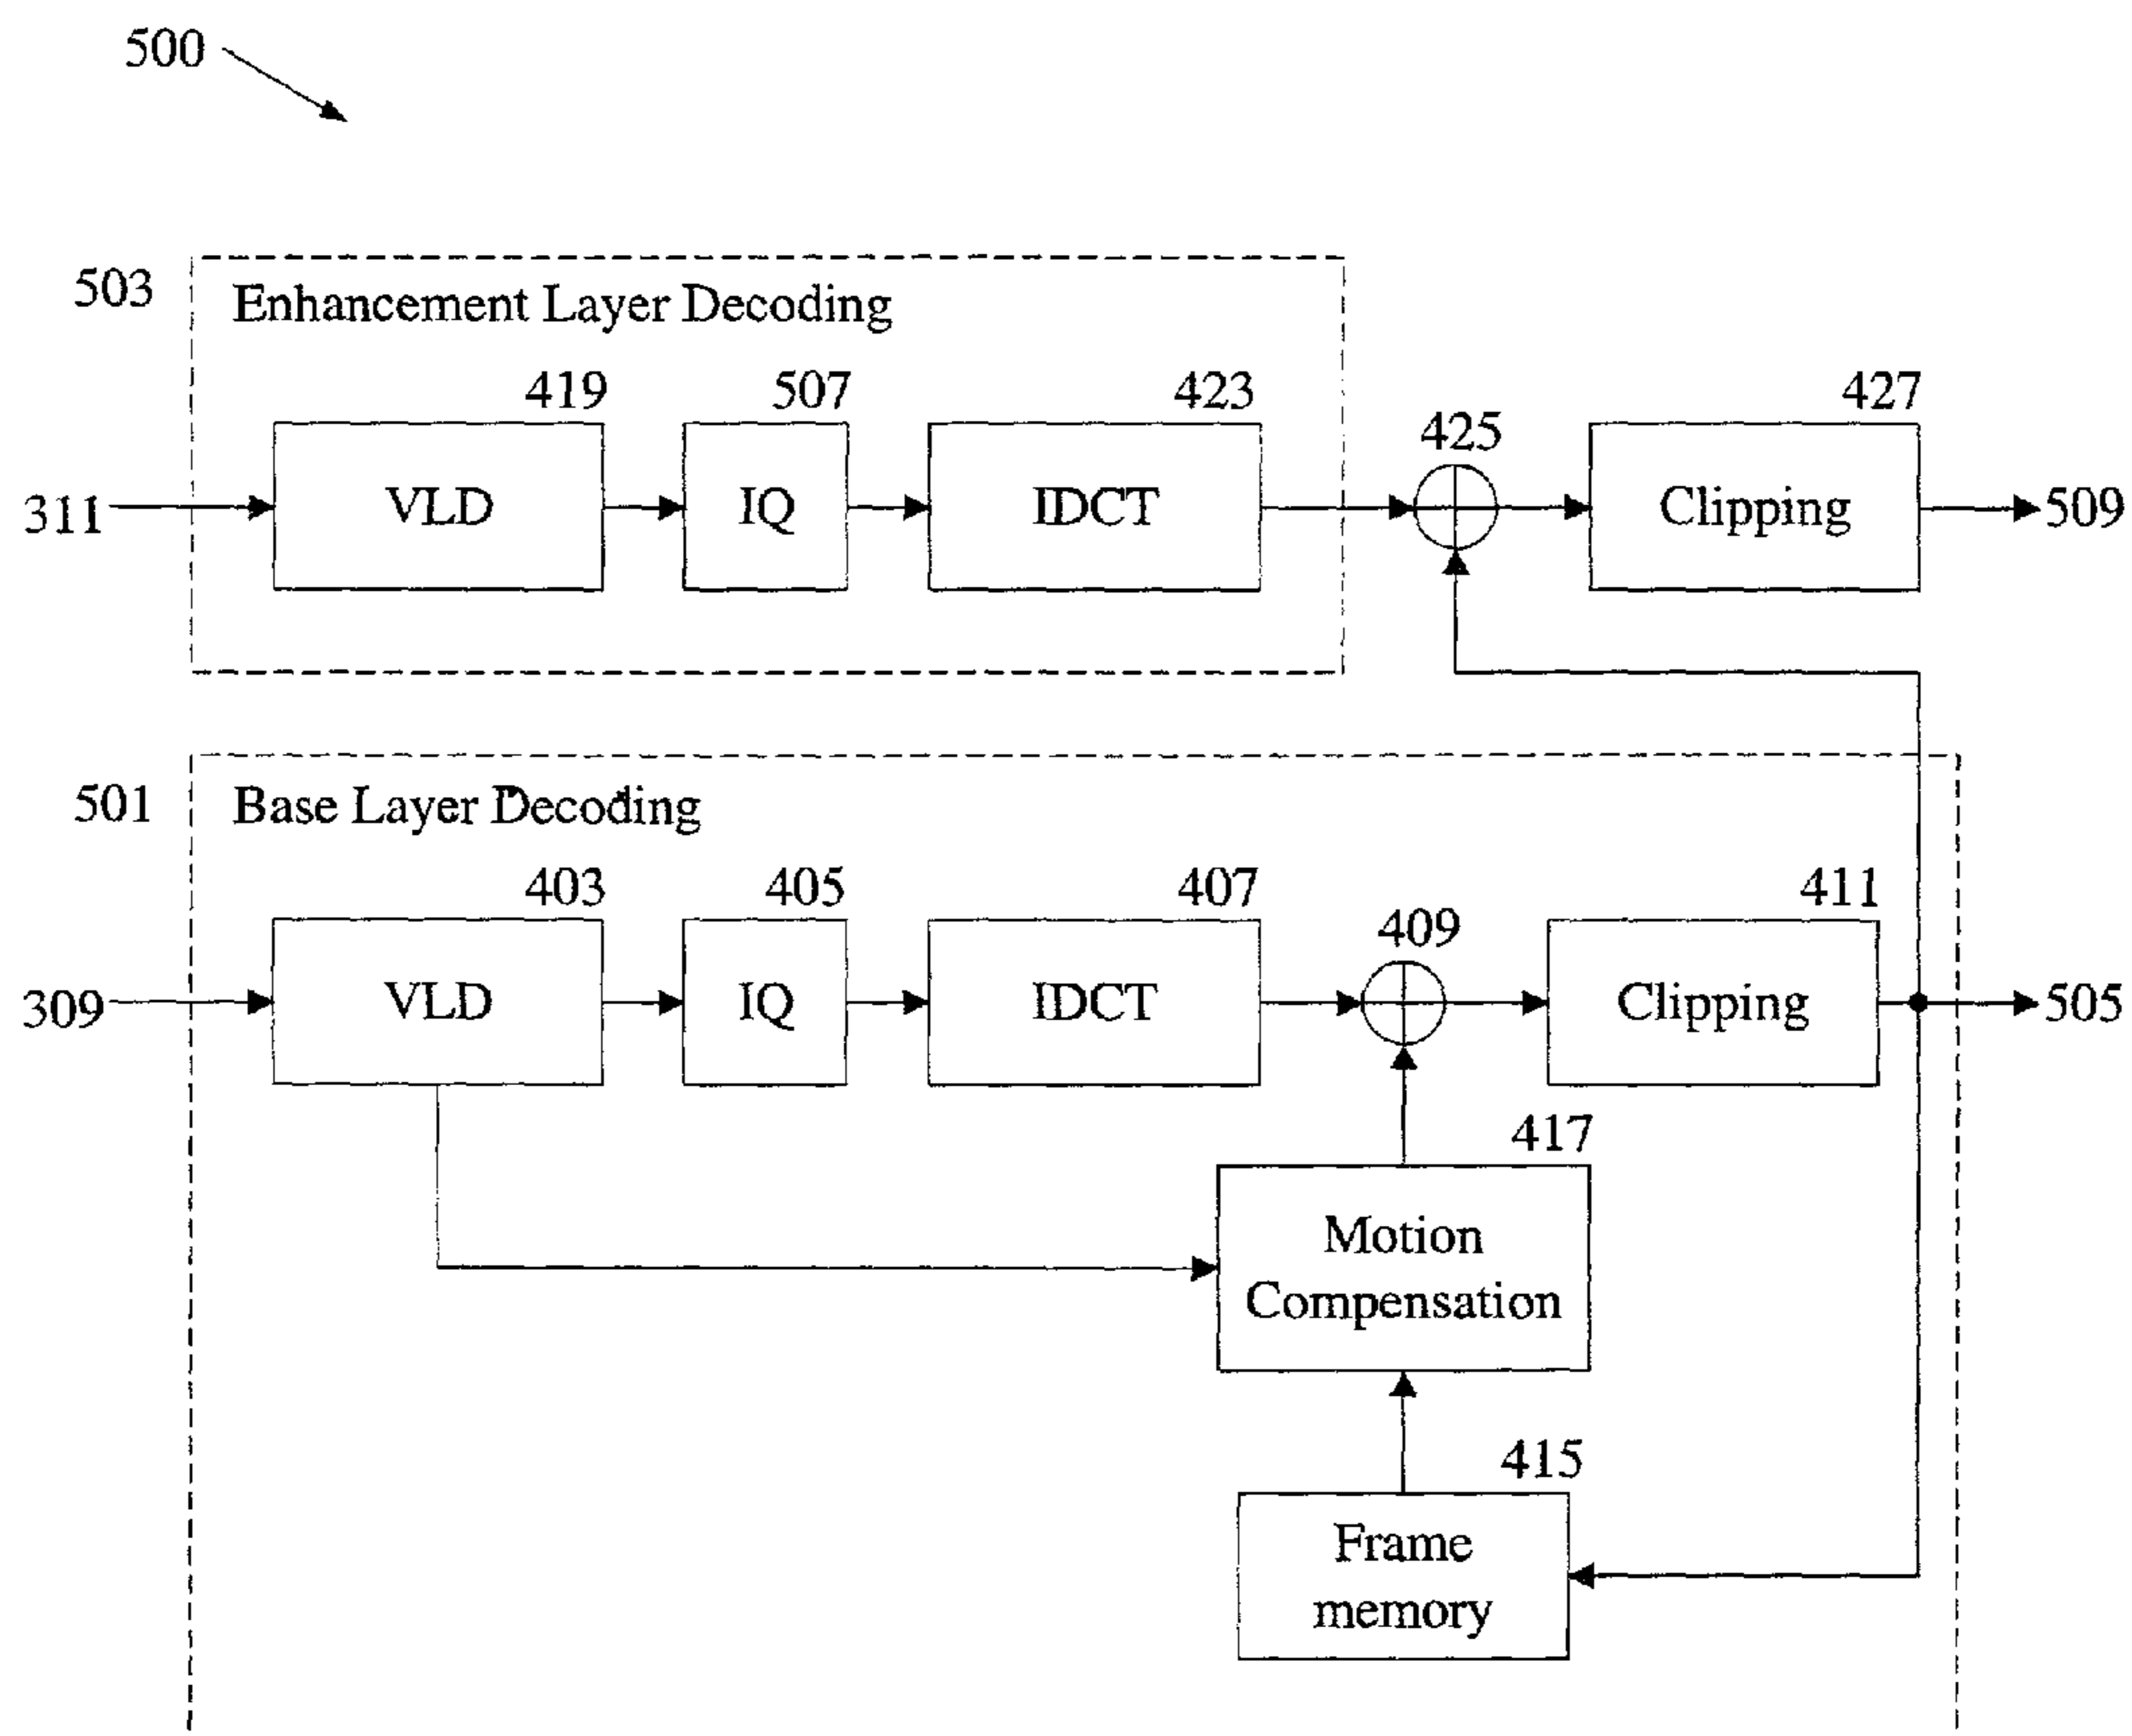 500
503
Enhancement Layer Decoding
419
507
423
425
427
311
VLD
IQ
IDCT
Clipping
509
501
Base Layer Decoding
403
405
407
409
411
309
VLD
IQ
IDCT
Clipping
505
417
Motion
Compensation
415
Frame
memory